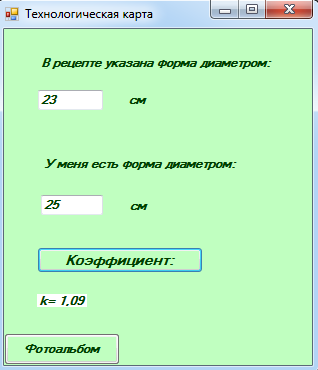 Технологическая карта
В рецепте указана форма диаметром:
23 см
У меня есть форма диаметром:
25 см
Коэффициент:
k= 1,09
Фотоальбом